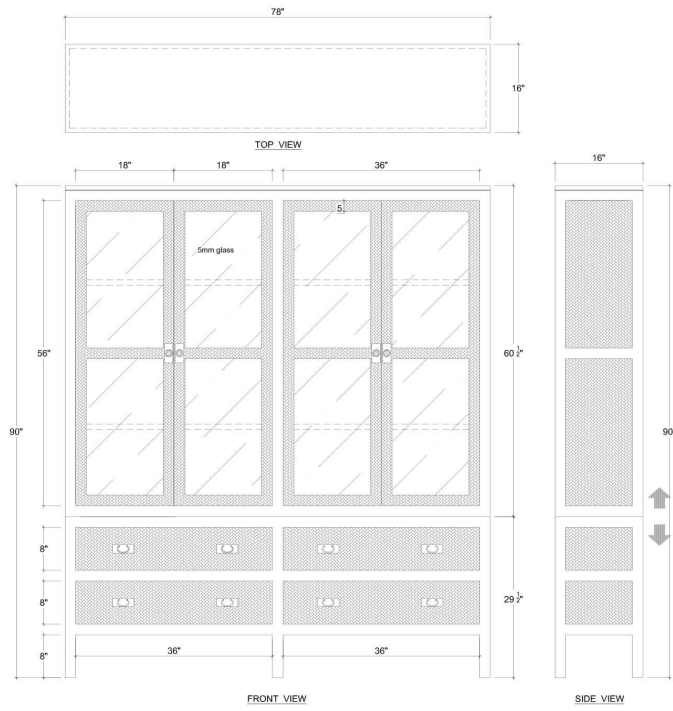 78"
16"
TOP VIEW
18" 18" 36" 16"
5
5mm glass
56" 60 1/2"
90" 90
8"
8" 29 1/2"
8" 36" 36"
FRONT VIEW SIDE VIEW